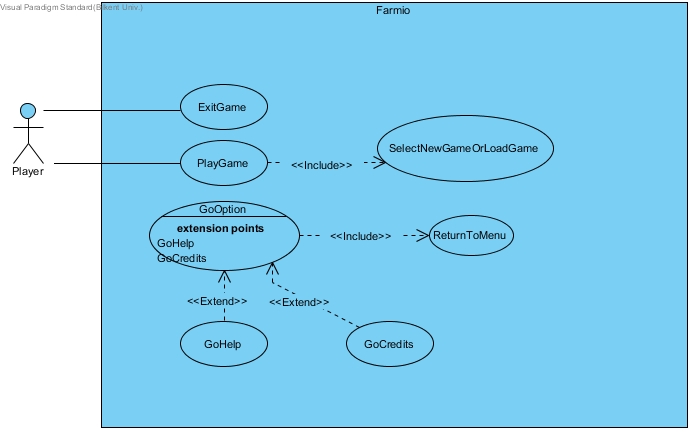 Visual Paradigm Standard(Bilkent Univ.)
Farmio
ExitGame
Player
PlayGame
<<Include>>
SelectNewGameOrLoadGame
GoOption
extension points
GoHelp
GoCredits
<<Include>>
ReturnToMenu
<<Extend>>
<<Extend>>
GoHelp
GoCredits